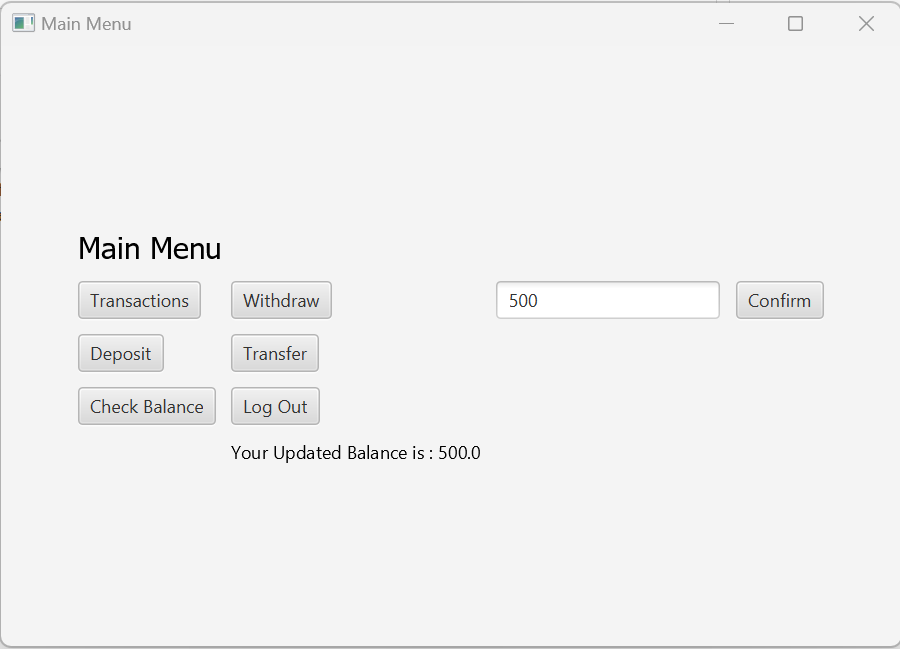 Main Menu
Main Menu
Transactions Withdraw 500 Confirm
Deposit Transfer
Check Balance Log Out
Your Updated Balance is : 500.0